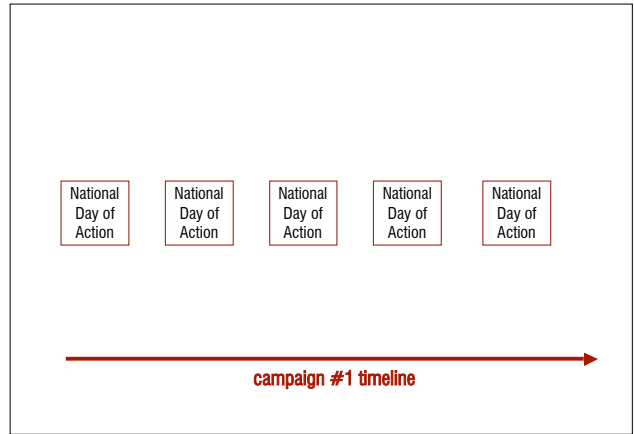 National
Day of
Action
National
Day of
Action
National
Day of
Action
National
Day of
Action
National
Day of
Action
campaign #1 timeline